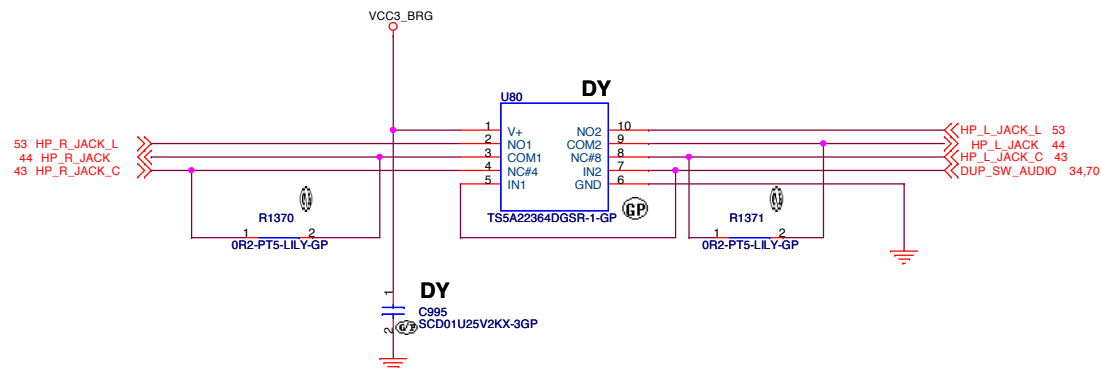 VCC3_BRG
DY
U80
1 V+ NO2 10 HP_L_JACK_L 53
53 HP_R_JACK_L 2 NO1 COM2 9 HP_L_JACK 44
44 HP_R_JACK 3 COM1 NC#8 8 HP_L_JACK_C 43
43 HP_R_JACK_C 4 NC#4 IN2 7 DUP_SW_AUDIO 34,70
5 IN1 GND 6
GP
R1370 TS5A22364DGSR-1-GP R1371
1 2 1 2
0R2-PT5-LILY-GP 0R2-PT5-LILY-GP
1 DY
C995
2 G/P SCD01U25V2KX-3GP